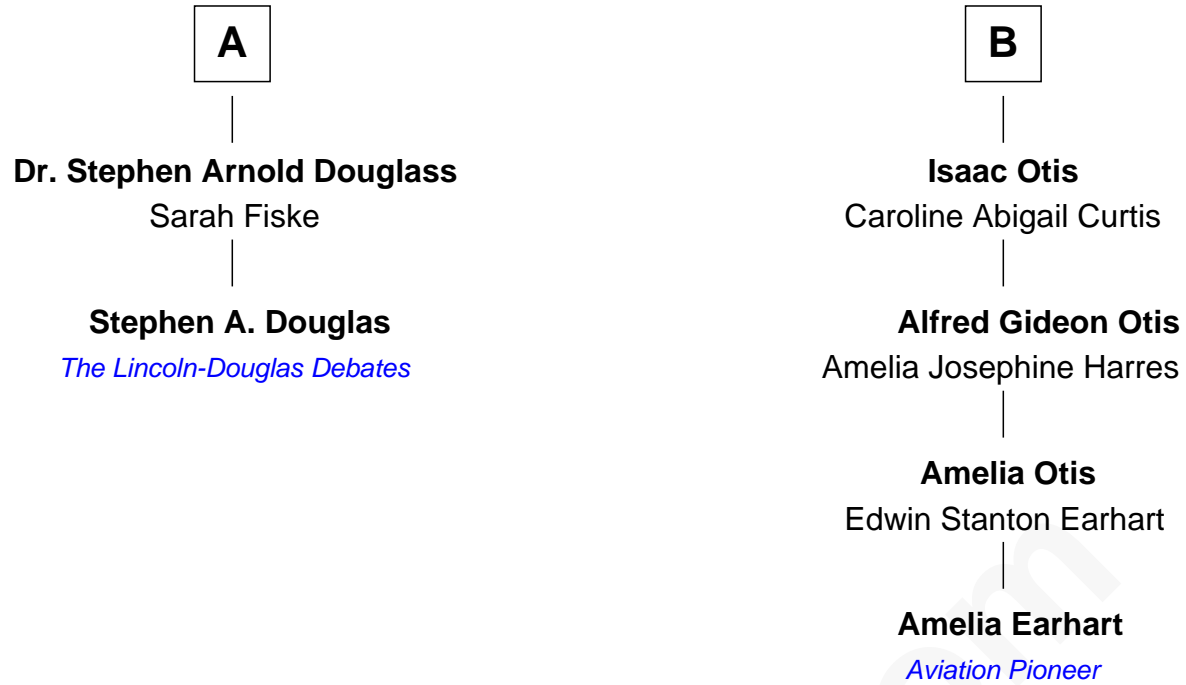 A
Dr. Stephen Arnold Douglass
Sarah Fiske
Stephen A. Douglas
The Lincoln-Douglas Debates
B
Isaac Otis
Caroline Abigail Curtis
Alfred Gideon Otis
Amelia Josephine Harres
Amelia Otis
Edwin Stanton Earhart
Amelia Earhart
Aviation Pioneer